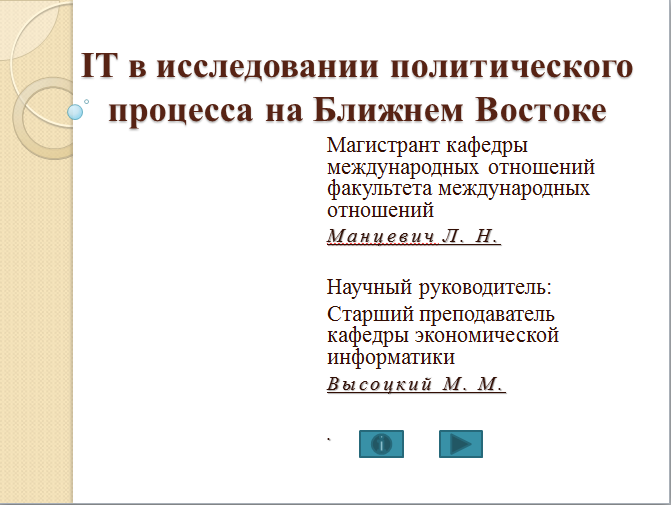 IT в исследовании политического
процесса на Ближнем Востоке
Магистрант кафедры
международных отношений
факультета международных
отношений
Манцевич Л. Н.
Научный руководитель:
Старший преподаватель
кафедры экономической
информатики
Высоцкий М. М.
.